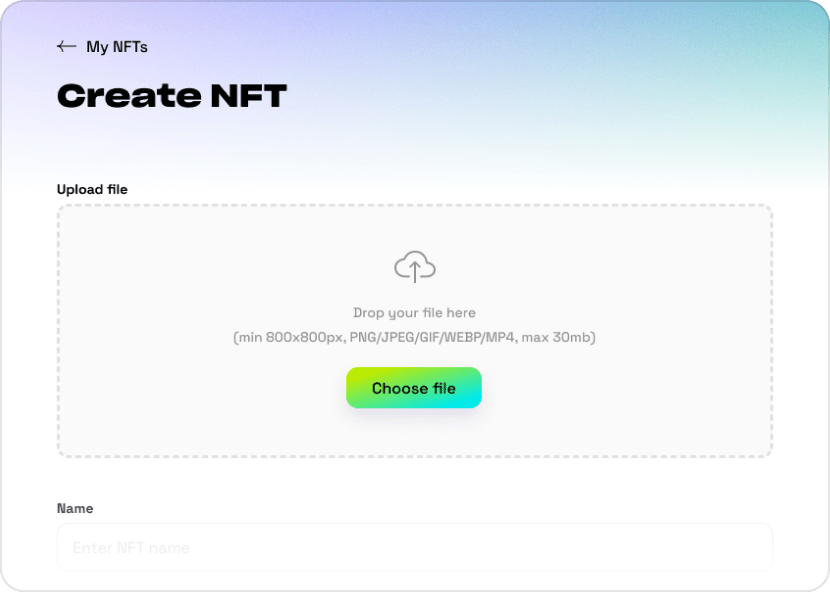 My NFTs
Create NFT
Upload file
Drop your file here
(min 800x800px, PNG/JPEG/GIF/WEBP/MP4, max 30mb)
Choose file
Name
Enter NFT name